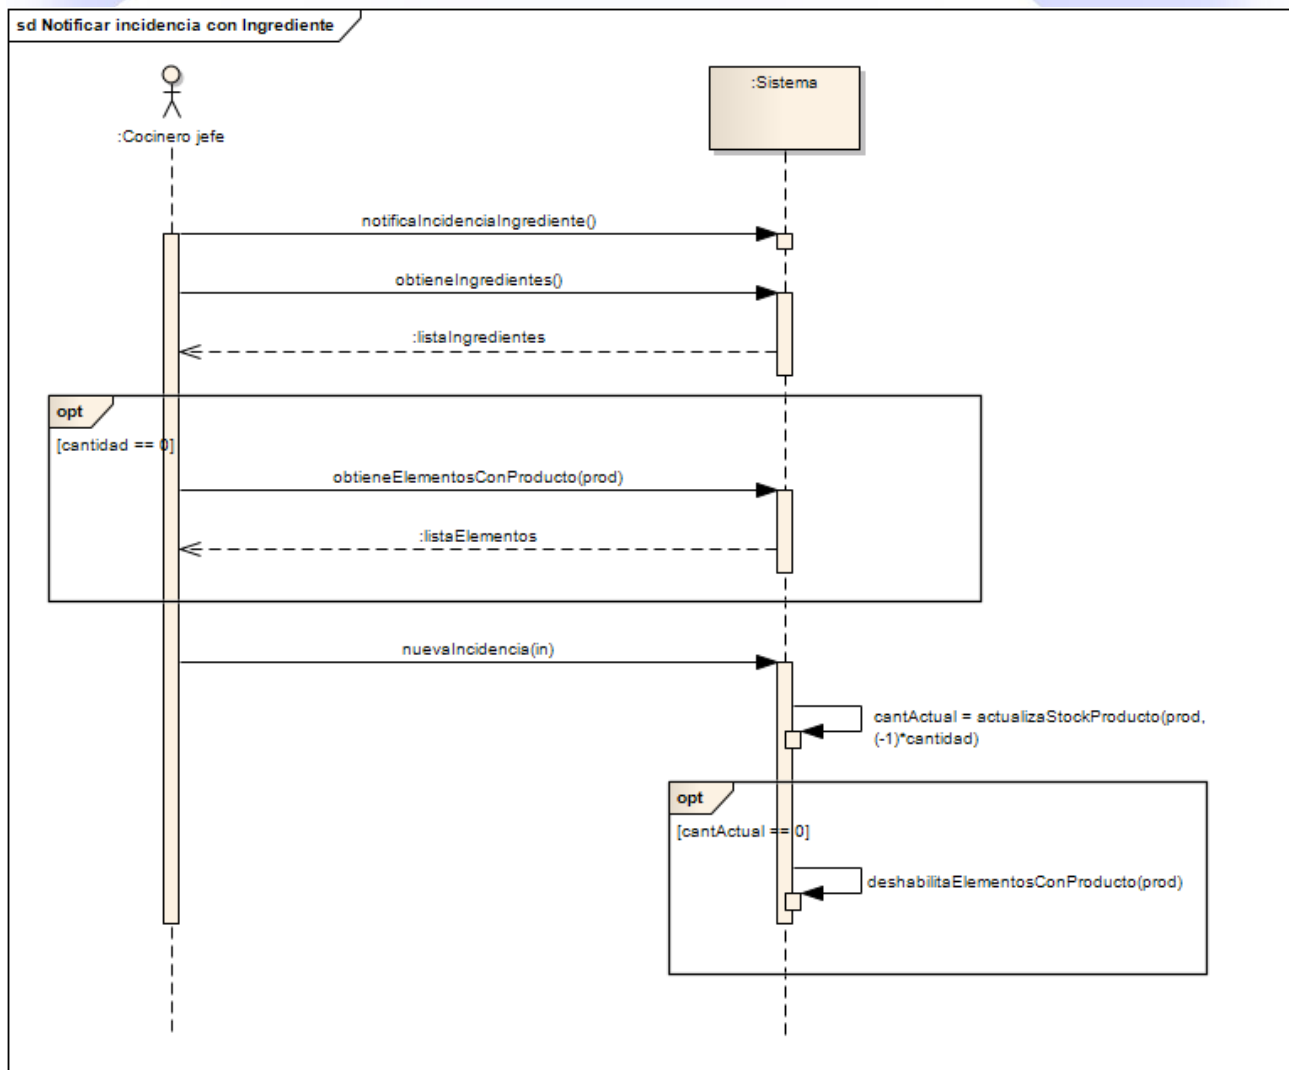 sd Notificar incidencia con Ingrediente
:Sistema
:Cocinero jefe
notificaIncidenciaIngrediente()
obtieneIngredientes()
:listaIngredientes
opt
[cantidad == 0]
obtieneElementosConProducto(prod)
:listaElementos
nuevaIncidencia(in)
cantActual = actualizaStockProducto(prod,
(-1)*cantidad)
opt
[cantActual == 0]
deshabilitaElementosConProducto(prod)